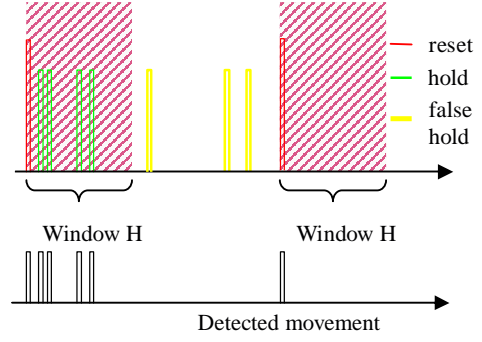 reset
hold
false
hold
Window H
Window H
Detected movement